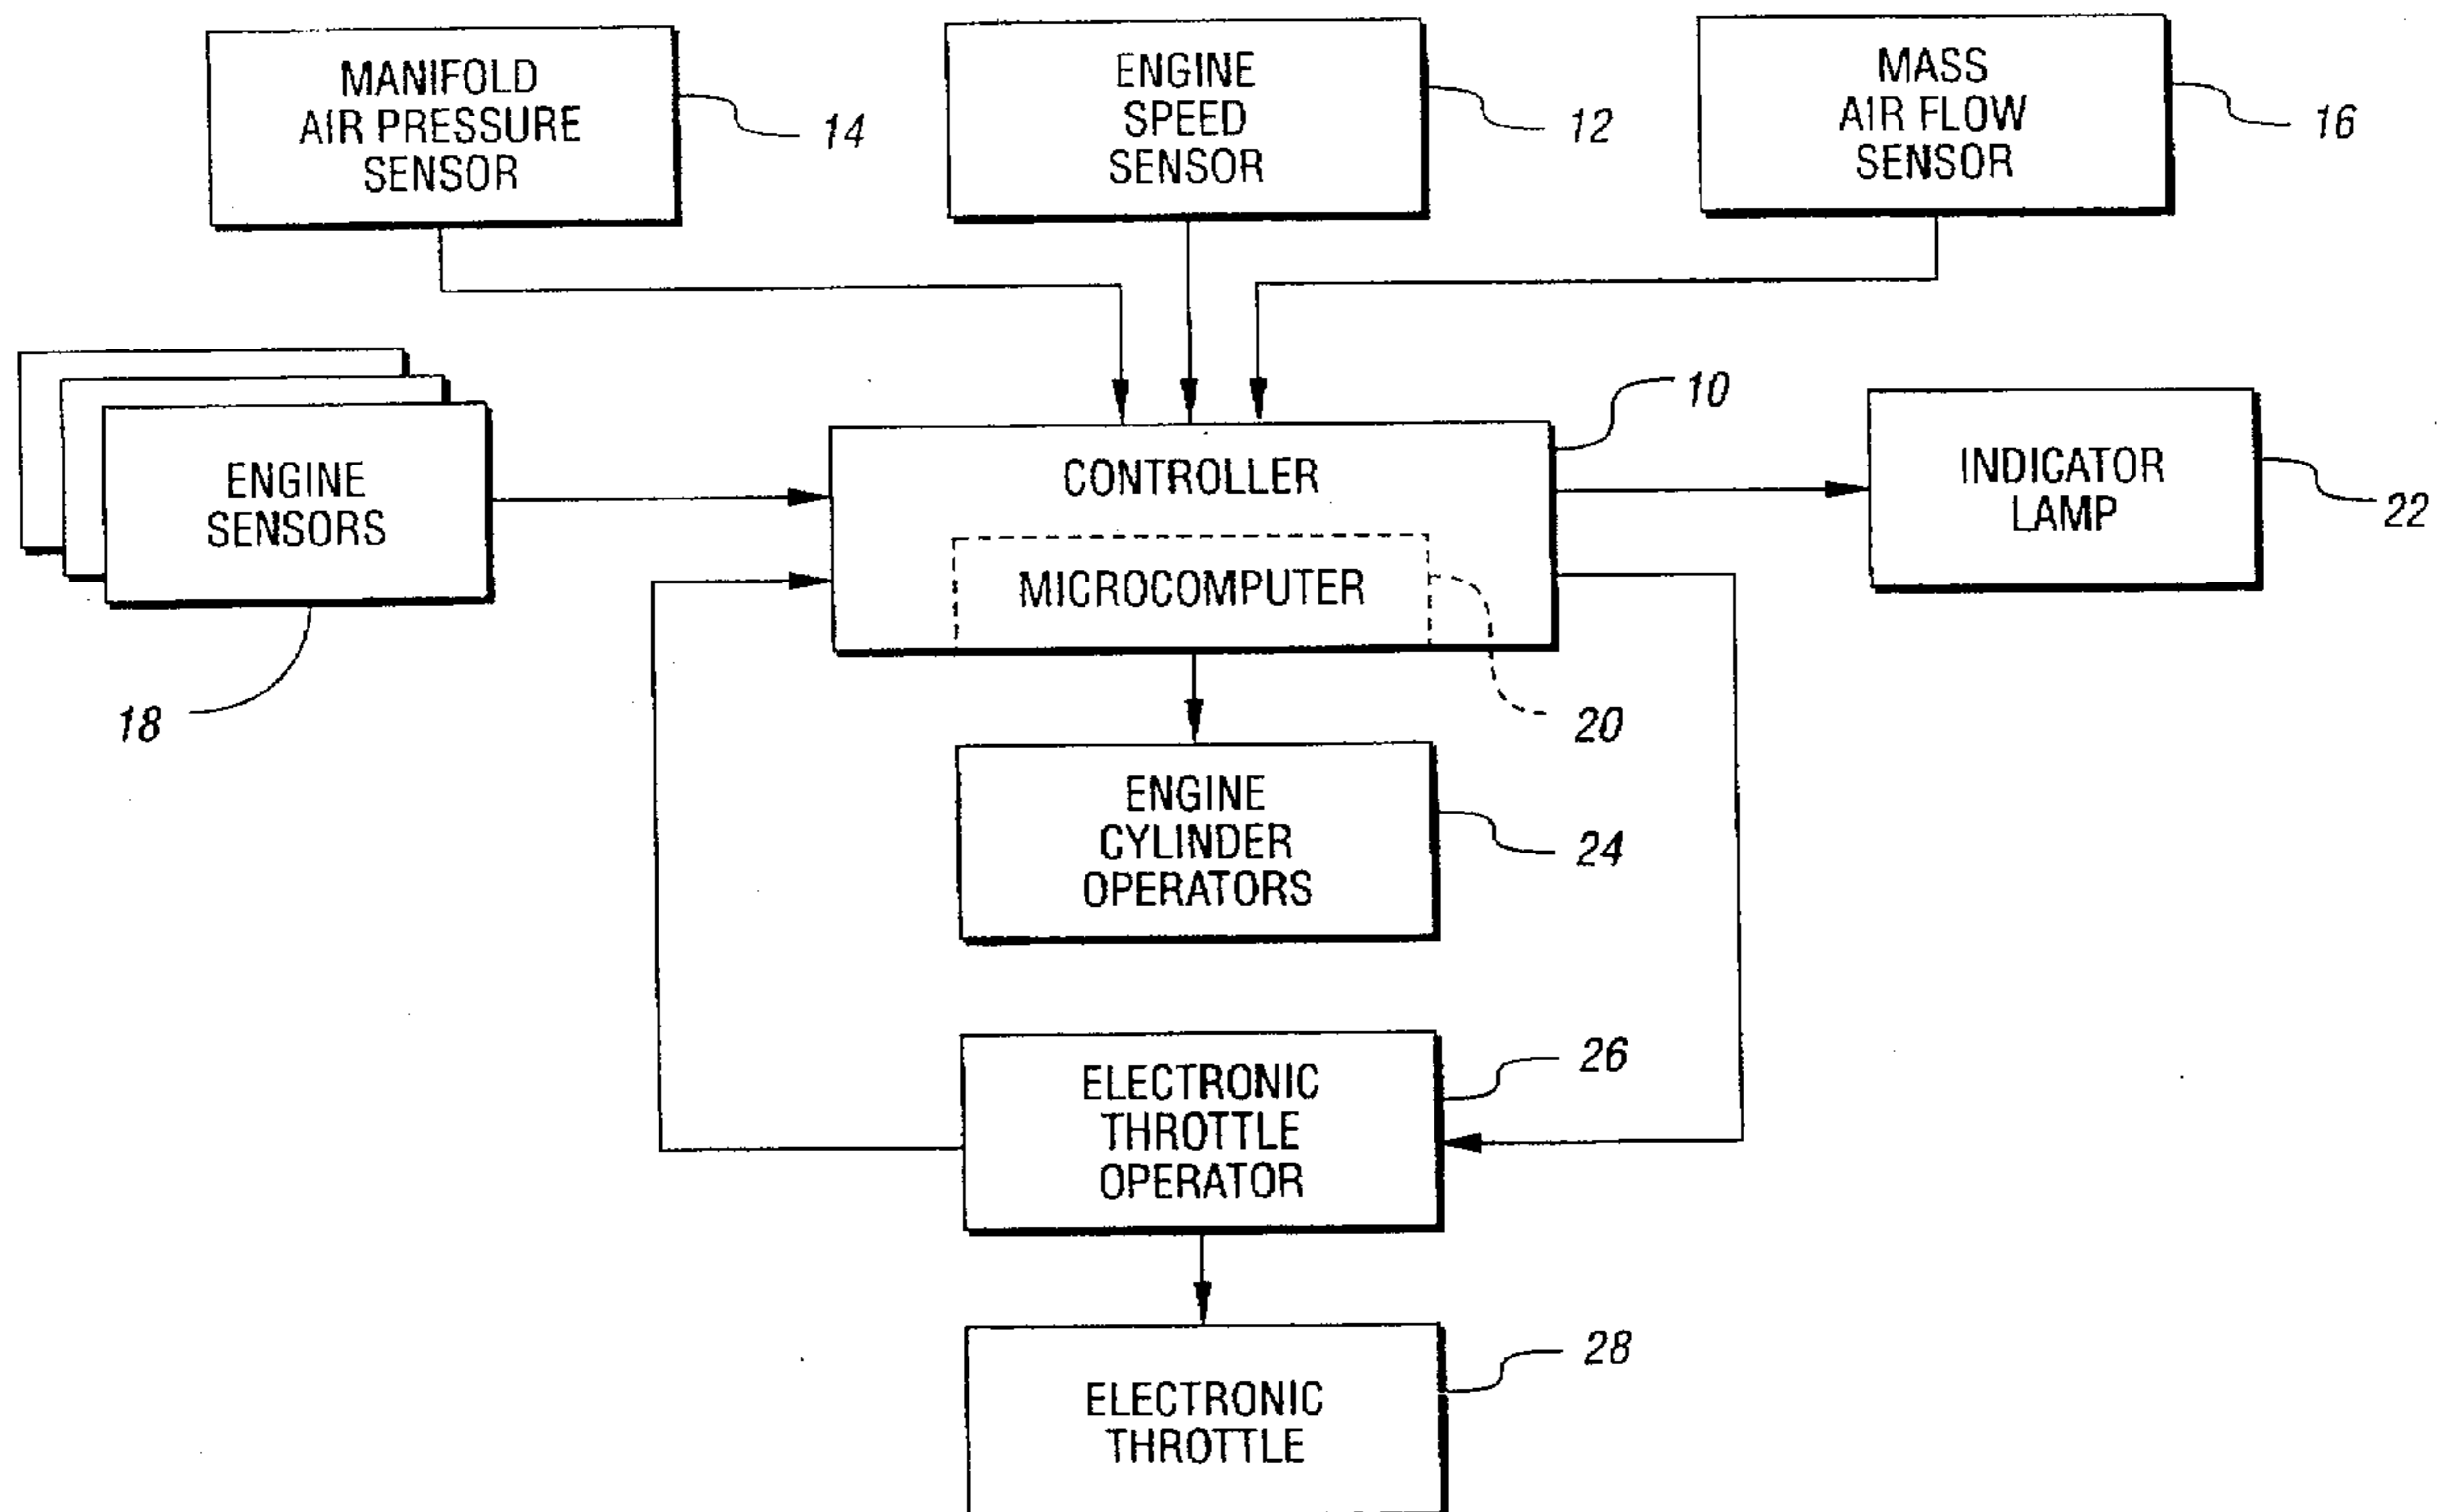 MANIFOLD
AIR PRESSURE
SENSOR
14
ENGINE
SPEED
SENSOR
12
MASS
AIR FLOW
SENSOR
16
ENGINE
SENSORS
18
CONTROLLER
10
MICROCOMPUTER
20
INDICATOR
LAMP
22
ENGINE
CYLINDER
OPERATORS
24
ELECTRONIC
THROTTLE
OPERATOR
26
ELECTRONIC
THROTTLE
28